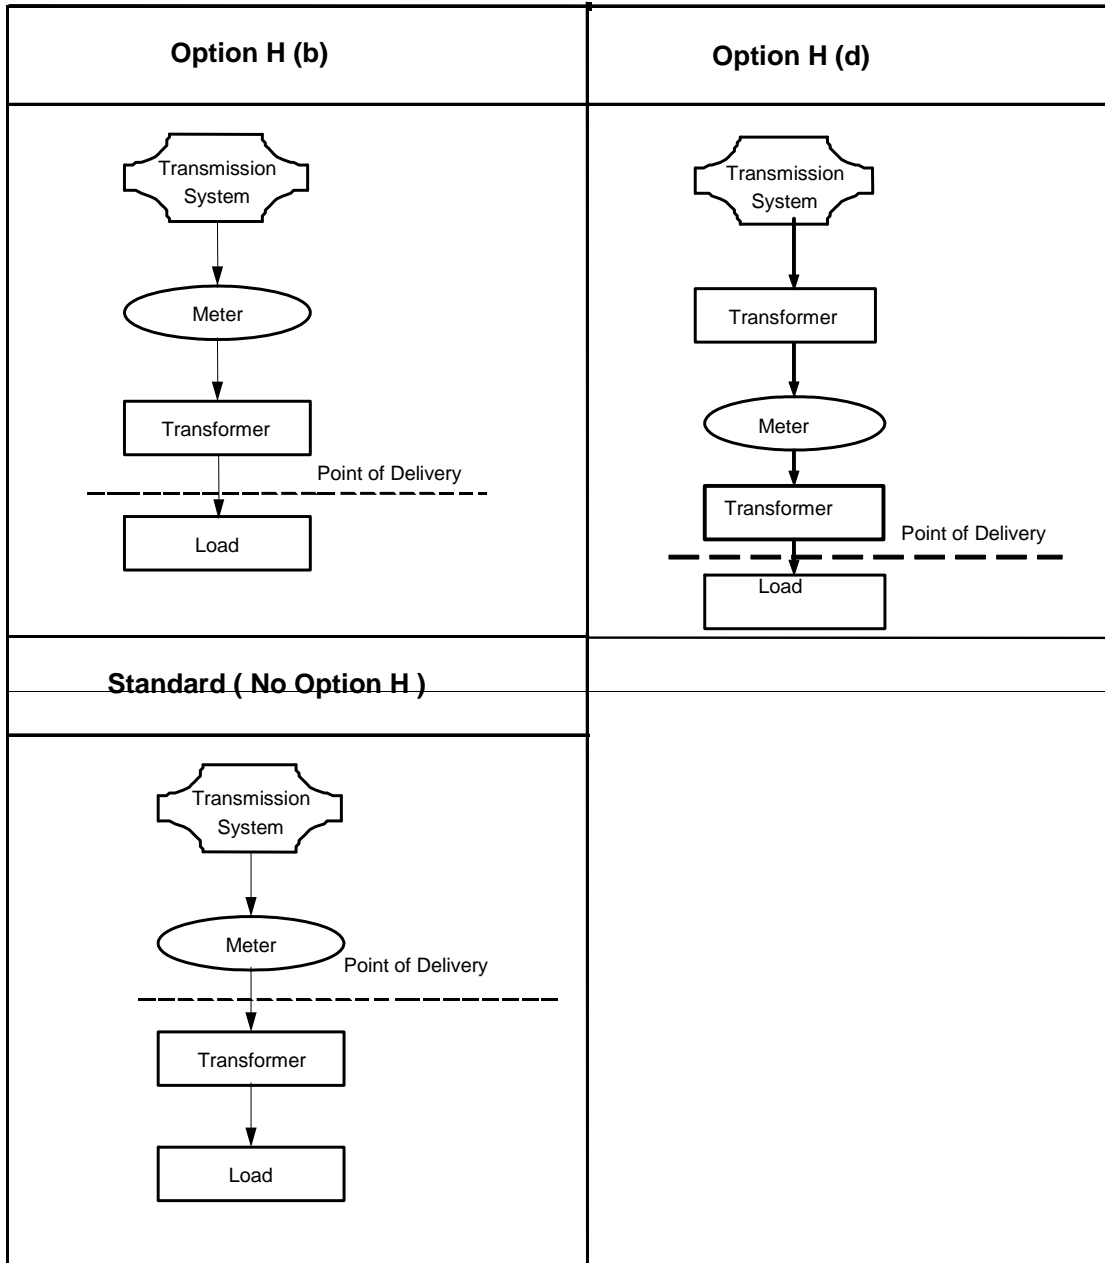 Option H (b)
Transmission
System
Meter
Transformer
Point of Delivery
Load
Option H (d)
Transmission
System
Transformer
Meter
Transformer
Point of Delivery
Load
Standard ( No Option H )
Transmission
System
Meter
Point of Delivery
Transformer
Load